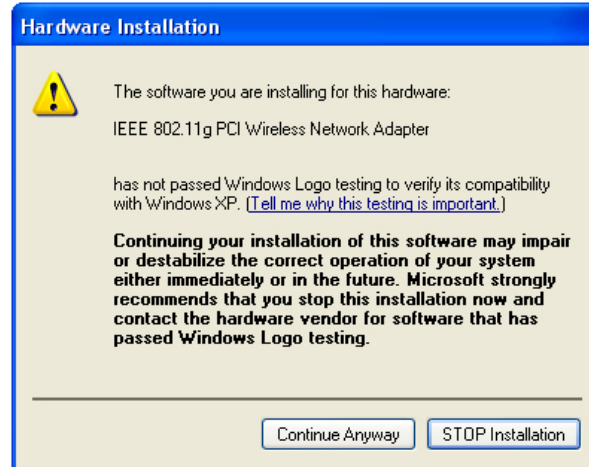 Hardware Installation
The software you are installing for this hardware:
IEEE 802.11g PCI Wireless Network Adapter
has not passed Windows Logo testing to verify its compatibility
with Windows XP. (Tell me why this testing is important.)
Continuing your installation of this software may impair
or destabilize the correct operation of your system
either immediately or in the future. Microsoft strongly
recommends that you stop this installation now and
contact the hardware vendor for software that has
passed Windows Logo testing.
Continue Anyway
STOP Installation